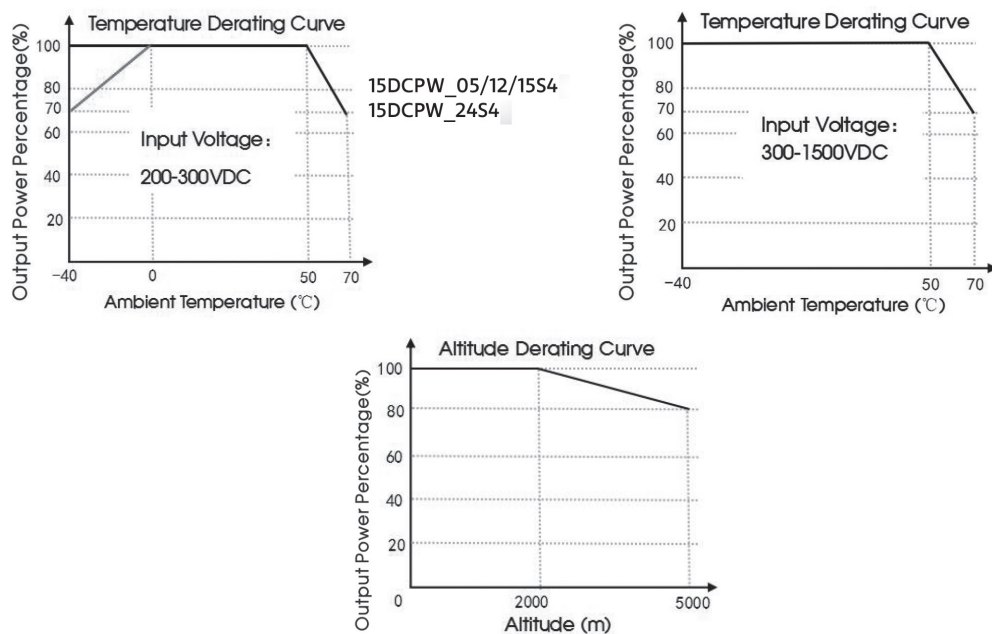 Temperature Derating Curve
Output Power Percentage(%)
100
80
70
60
40
20
Input Voltage:
200-300VDC
-40
0
50
70
Ambient Temperature (℃)
15DCPW_05/12/15S4
15DCPW_24S4
Temperature Derating Curve
Output Power Percentage(%)
100
80
70
60
40
20
Input Voltage:
300-1500VDC
-40
50
70
Ambient Temperature (℃)
Altitude Derating Curve
Output Power Percentage(%)
100
80
60
40
20
0
2000
5000
Altitude (m)